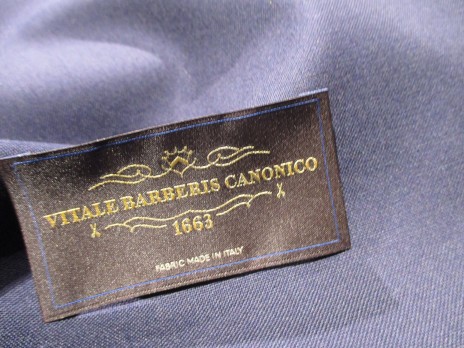 VITALE BARBERIS CANONICO
1663
FABRIC MADE IN ITALY